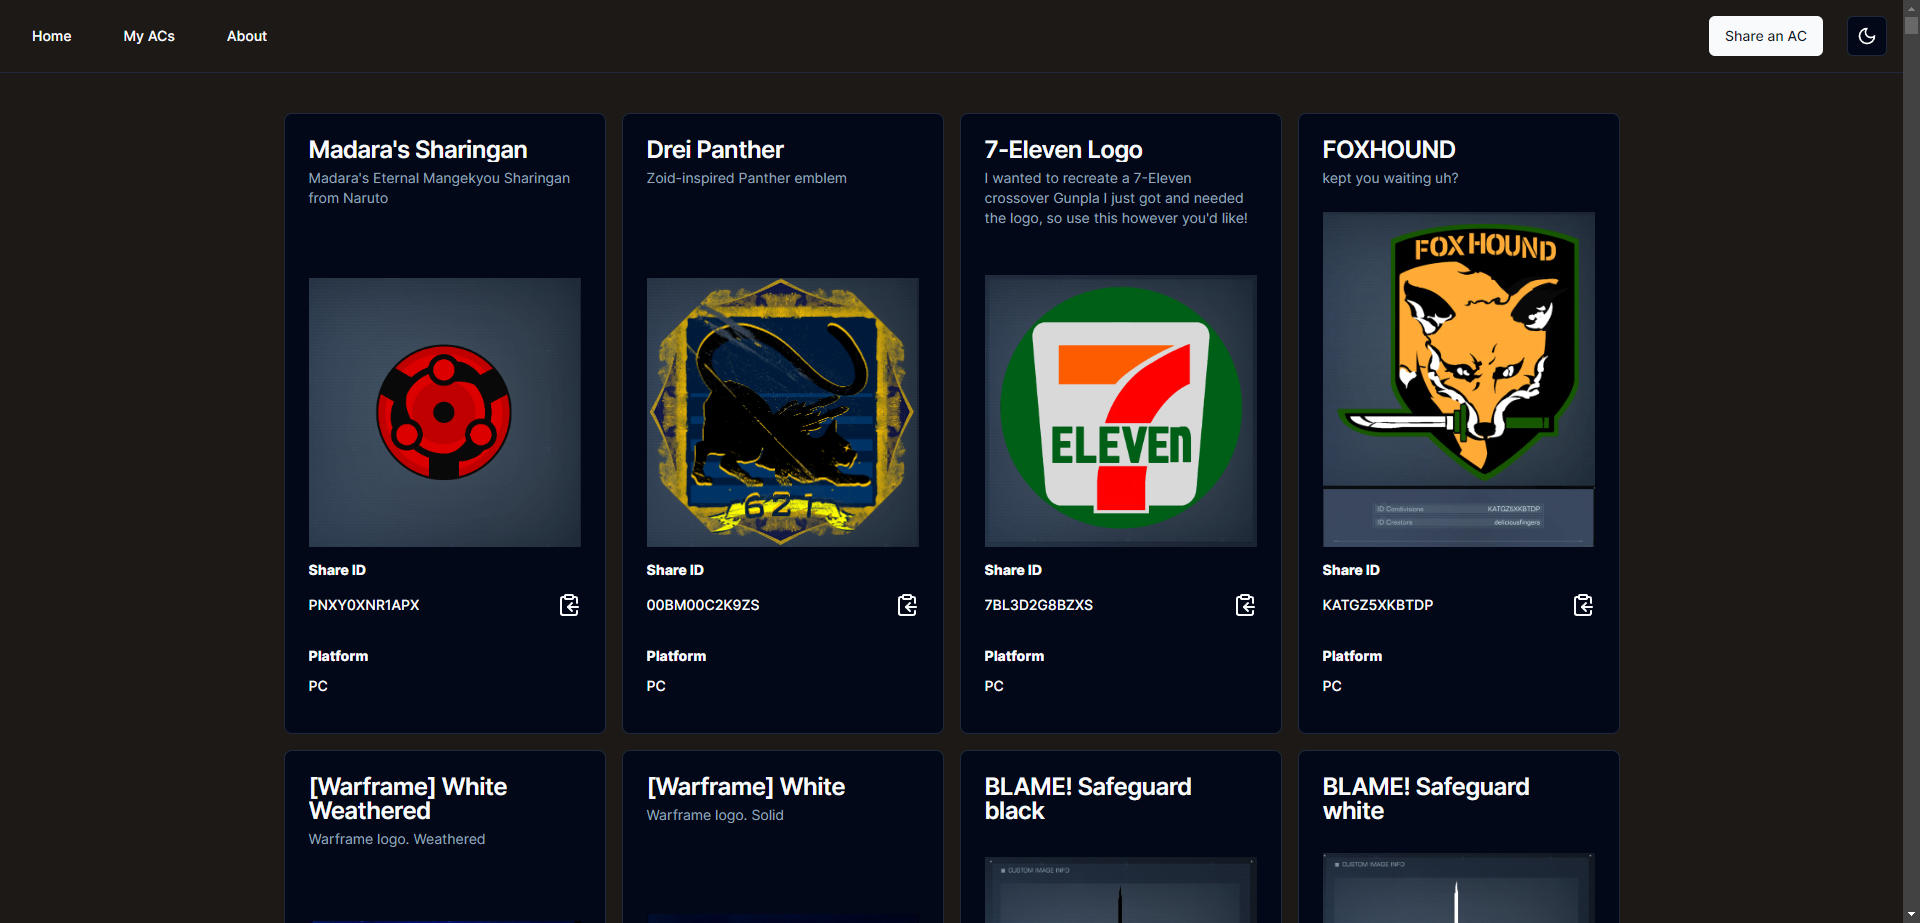 Home
My ACs
About
Share an AC
Madara's Sharingan
Madara's Eternal Mangekyou Sharingan
from Naruto
Share ID
PNXY0XNR1APX
Platform
PC
Drei Panther
Zoid-inspired Panther emblem
621
Share ID
00BM00C2K9ZS
Platform
PC
7-Eleven Logo
I wanted to recreate a 7-Eleven
crossover Gunpla I just got and needed
the logo, so use this however you'd like!
7
ELEVEn
Share ID
7BL3D2G8BZXS
Platform
PC
FOXHOUND
kept you waiting uh?
FOXHOUND
ID Condivisione KATGZ5XKBTDP
ID Creatore deliciousfingers
Share ID
KATGZ5XKBTDP
Platform
PC
[Warframe] White
Weathered
Warframe logo. Weathered
[Warframe] White
Warframe logo. Solid
BLAME! Safeguard
black
CUSTOM IMAGE INFO
BLAME! Safeguard
white
CUSTOM IMAGE INFO